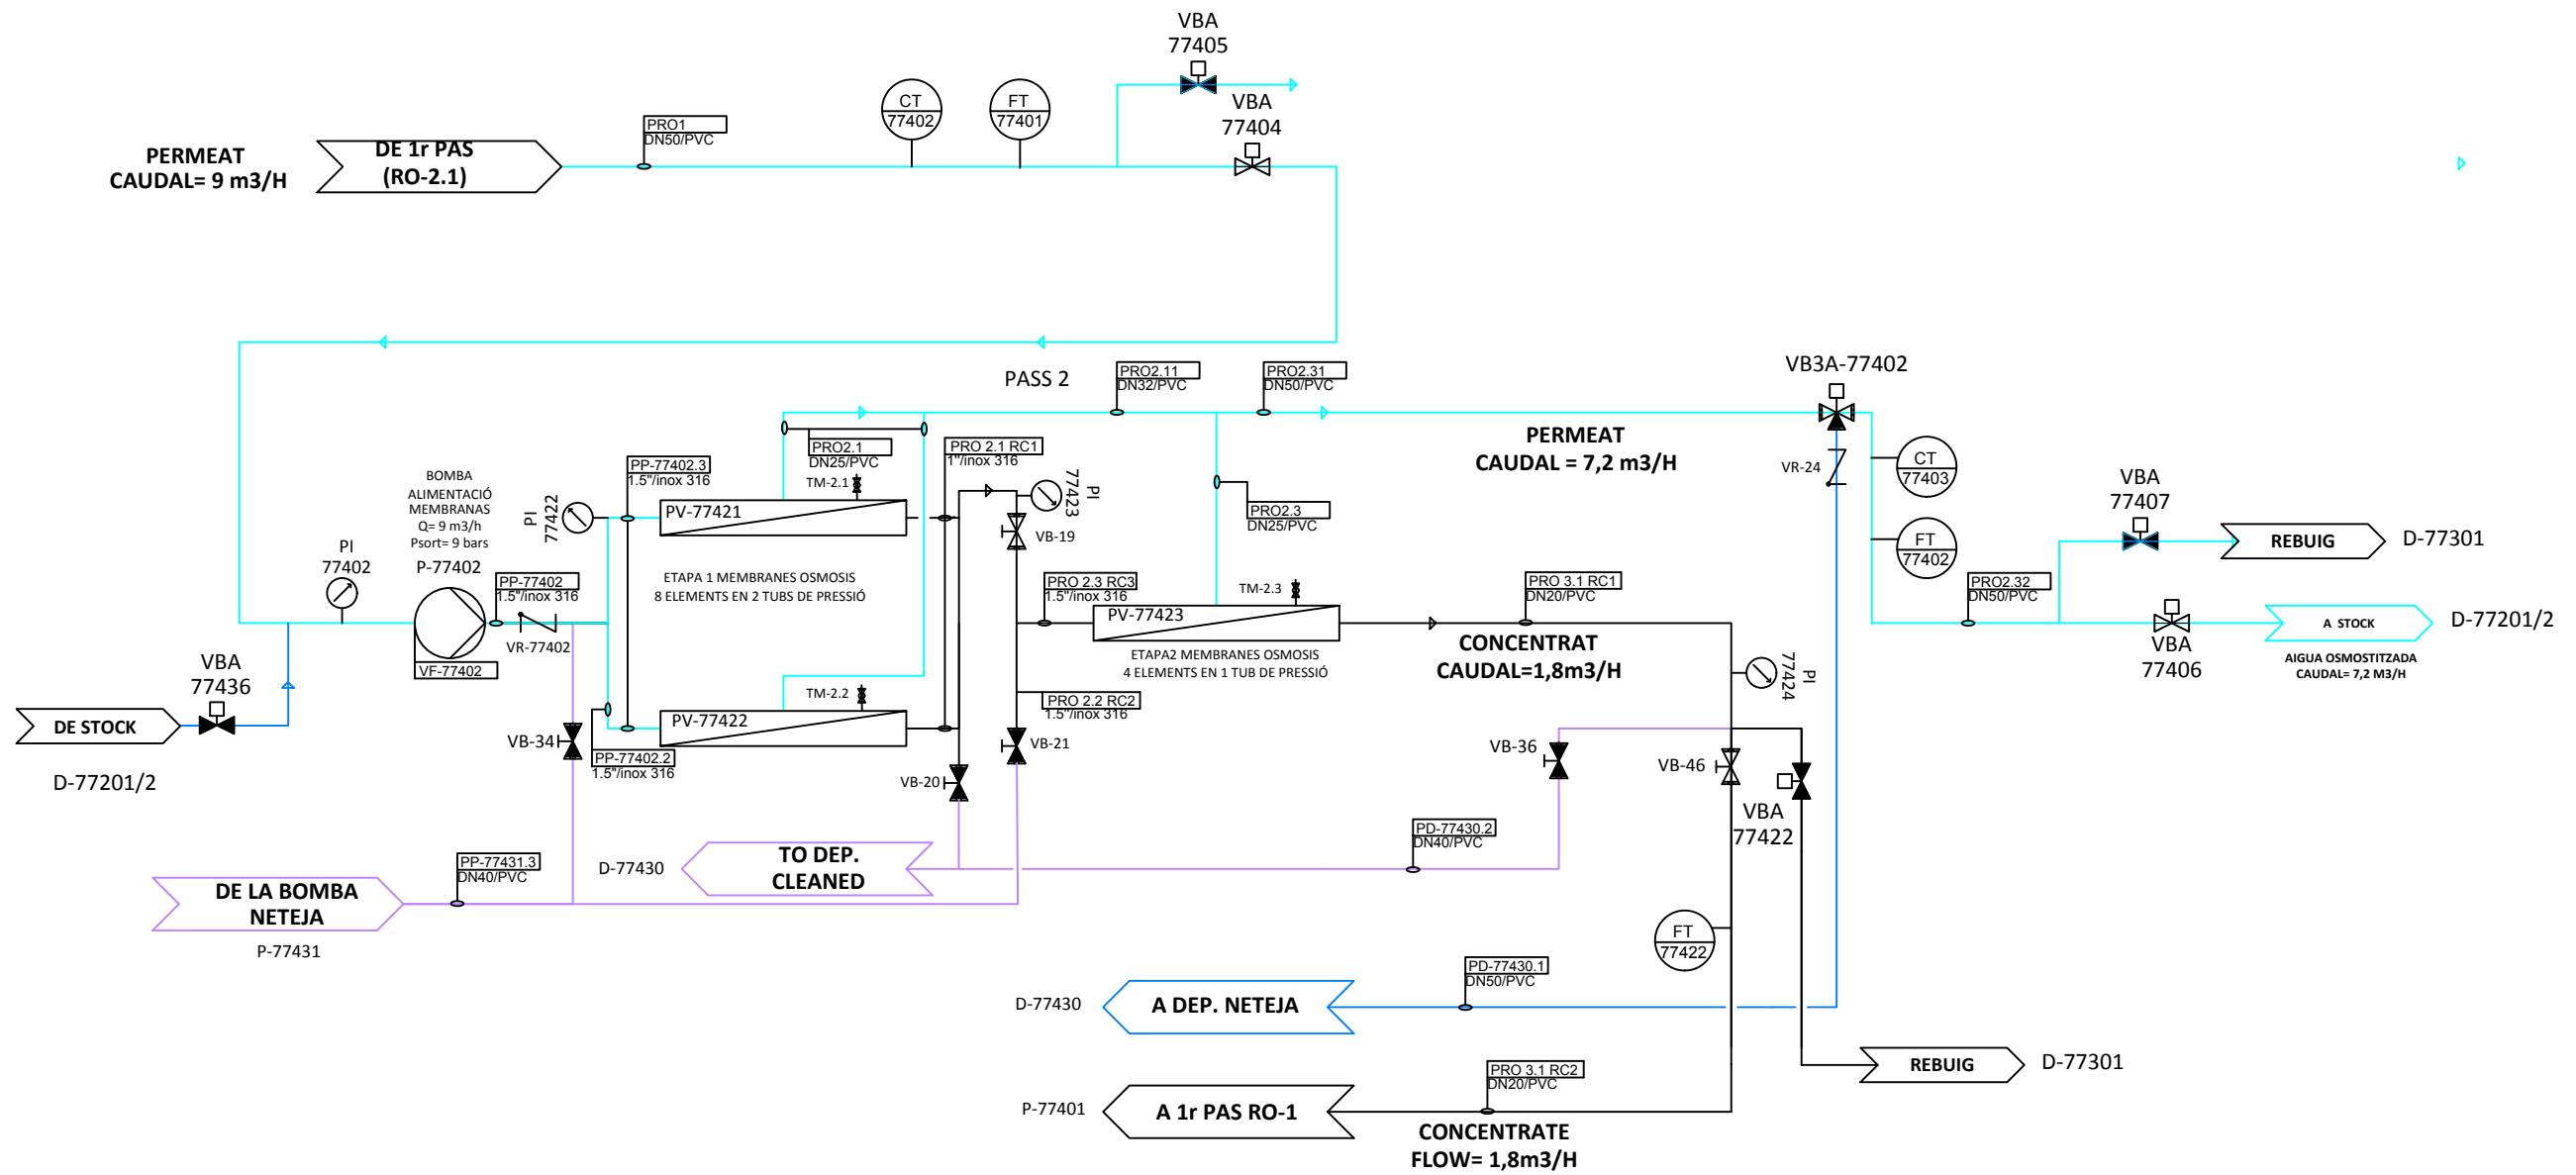 VBA
77405
VBA
77404
CT
77402
FT
77401
PRO1
DN50/PVC
PERMEAT
CAUDAL= 9 m3/H
DE 1r PAS
(RO-2.1)
PASS 2
PRO2.11
DN32/PVC
PRO2.31
DN50/PVC
VB3A-77402
PERMEAT
CAUDAL = 7,2 m3/H
VR-24
CT
77403
FT
77402
VBA
77407
REBUIG
D-77301
PRO2.32
DN50/PVC
VBA
77406
A STOCK
D-77201/2
AIGUA OSMOSTITZADA
CAUDAL= 7,2 M3/H
PRO2.1
DN25/PVC
PRO 2.1 RC1
1"/inox 316
PP-77402.3
1.5"/inox 316
TM-2.1
PI
77422
PV-77421
PI
77423
VB-19
PRO2.3
DN25/PVC
BOMBA
ALIMENTACIÓ
MEMBRANAS
Q= 9 m3/h
Psort= 9 bars
P-77402
PI
77402
PP-77402
1.5"/inox 316
VR-77402
VF-77402
ETAPA 1 MEMBRANES OSMOSIS
8 ELEMENTS EN 2 TUBS DE PRESSIÓ
PRO 2.3 RC3
1.5"/inox 316
TM-2.3
PV-77423
ETAPA2 MEMBRANES OSMOSIS
4 ELEMENTS EN 1 TUB DE PRESSIÓ
PRO 3.1 RC1
DN20/PVC
CONCENTRAT
CAUDAL=1,8m3/H
PI
77424
VBA
77436
DE STOCK
D-77201/2
TM-2.2
PV-77422
PRO 2.2 RC2
1.5"/inox 316
VB-34
PP-77402.2
1.5"/inox 316
VB-20
VB-21
VB-36
VB-46
VBA
77422
PD-77430.2
DN40/PVC
D-77430
TO DEP.
CLEANED
PP-77431.3
DN40/PVC
DE LA BOMBA
NETEJA
P-77431
FT
77422
PD-77430.1
DN50/PVC
D-77430
A DEP. NETEJA
REBUIG
D-77301
PRO 3.1 RC2
DN20/PVC
P-77401
A 1r PAS RO-1
CONCENTRATE
FLOW= 1,8m3/H